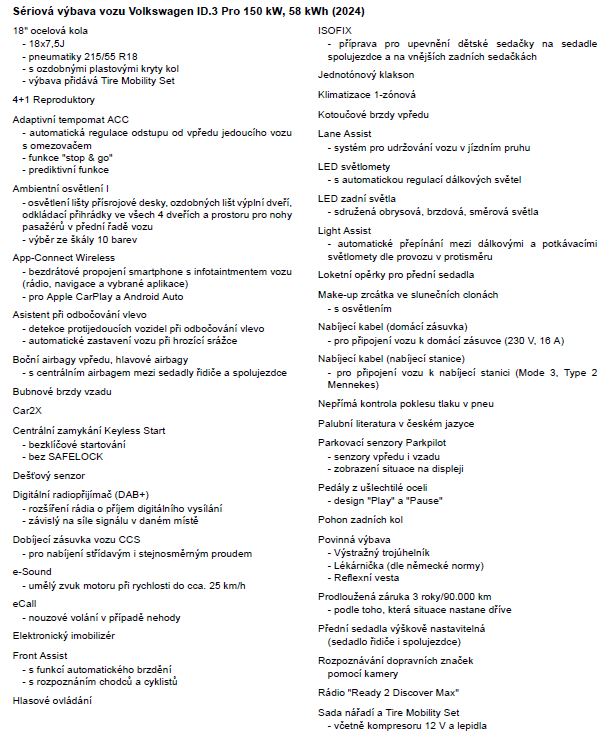 Sériová výbava vozu Volkswagen ID.3 Pro 150 kW, 58 kWh (2024)
18" ocelová kola
- 18x7,5J
- pneumatiky 215/55 R18
- s ozdobnými plastovými kryty kol
- výbava přidává Tire Mobility Set
4+1 Reproduktory
Adaptivní tempomat ACC
- automatická regulace odstupu od vpředu jedoucího vozu
s omezovačem
- funkce "stop & go"
- prediktivní funkce
Ambientní osvětlení I
- osvětlení lišty přísrojové desky, ozdobných lišt výplní dveří,
odkládací přihrádky ve všech 4 dveřích a prostoru pro nohy
pasažérů v přední řadě vozu
- výběr ze škály 10 barev
App-Connect Wireless
- bezdrátové propojení smartphone s infotaintmentem vozu
(rádio, navigace a vybrané aplikace)
- pro Apple CarPlay a Android Auto
Asistent při odbočování vlevo
- detekce protijedoucích vozidel při odbočování vlevo
- automatické zastavení vozu při hrozící srážce
Boční airbagy vpředu, hlavové airbagy
- s centrálním airbagem mezi sedadly řidiče a spolujezdce
Bubnové brzdy vzadu
Car2X
Centrální zamykání Keyless Start
- bezklíčové startování
- bez SAFELOCK
Dešťový senzor
Digitální radiopřijímač (DAB+)
- rozšíření rádia o příjem digitálního vysílání
- závislý na síle signálu v daném místě
Dobíjecí zásuvka vozu CCS
- pro nabíjení střídavým i stejnosměrným proudem
e-Sound
- umělý zvuk motoru při rychlosti do cca. 25 km/h
eCall
- nouzové volání v případě nehody
Elektronický imobilizér
Front Assist
- s funkcí automatického brzdění
- s rozpoznáním chodců a cyklistů
Hlasové ovládání
ISOFIX
- příprava pro upevnění dětské sedačky na sedadle
spolujezdce a na vnějších zadních sedačkách
Jednotónový klakson
Klimatizace 1-zónová
Kotoučové brzdy vpředu
Lane Assist
- systém pro udržování vozu v jízdním pruhu
LED světlomety
- s automatickou regulací dálkových světel
LED zadní světla
- sdružená obrysová, brzdová, směrová světla
Light Assist
- automatické přepínání mezi dálkovými a potkávacími
světlomety dle provozu v protisměru
Loketní opěrky pro přední sedadla
Make-up zrcátka ve slunečních clonách
- s osvětlením
Nabíjecí kabel (domácí zásuvka)
- pro připojení vozu k domácí zásuvce (230 V, 16 A)
Nabíjecí kabel (nabíjecí stanice)
- pro připojení vozu k nabíjecí stanici (Mode 3, Type 2
Mennekes)
Nepřímá kontrola poklesu tlaku v pneu
Palubní literatura v českém jazyce
Parkovací senzory Parkpilot
- senzory vpředu i vzadu
- zobrazení situace na displeji
Pedály z ušlechtilé oceli
- design "Play" a "Pause"
Pohon zadních kol
Povinná výbava
- Výstražný trojúhelník
- Lékárnička (dle německé normy)
- Reflexní vesta
Prodloužená záruka 3 roky/90.000 km
- podle toho, která situace nastane dříve
Přední sedadla výškově nastavitelná
(sedadlo řidiče i spolujezdce)
Rozpoznávání dopravních značek
pomocí kamery
Rádio "Ready 2 Discover Max"
Sada nářadí a Tire Mobility Set
- včetně kompresoru 12 V a lepidla